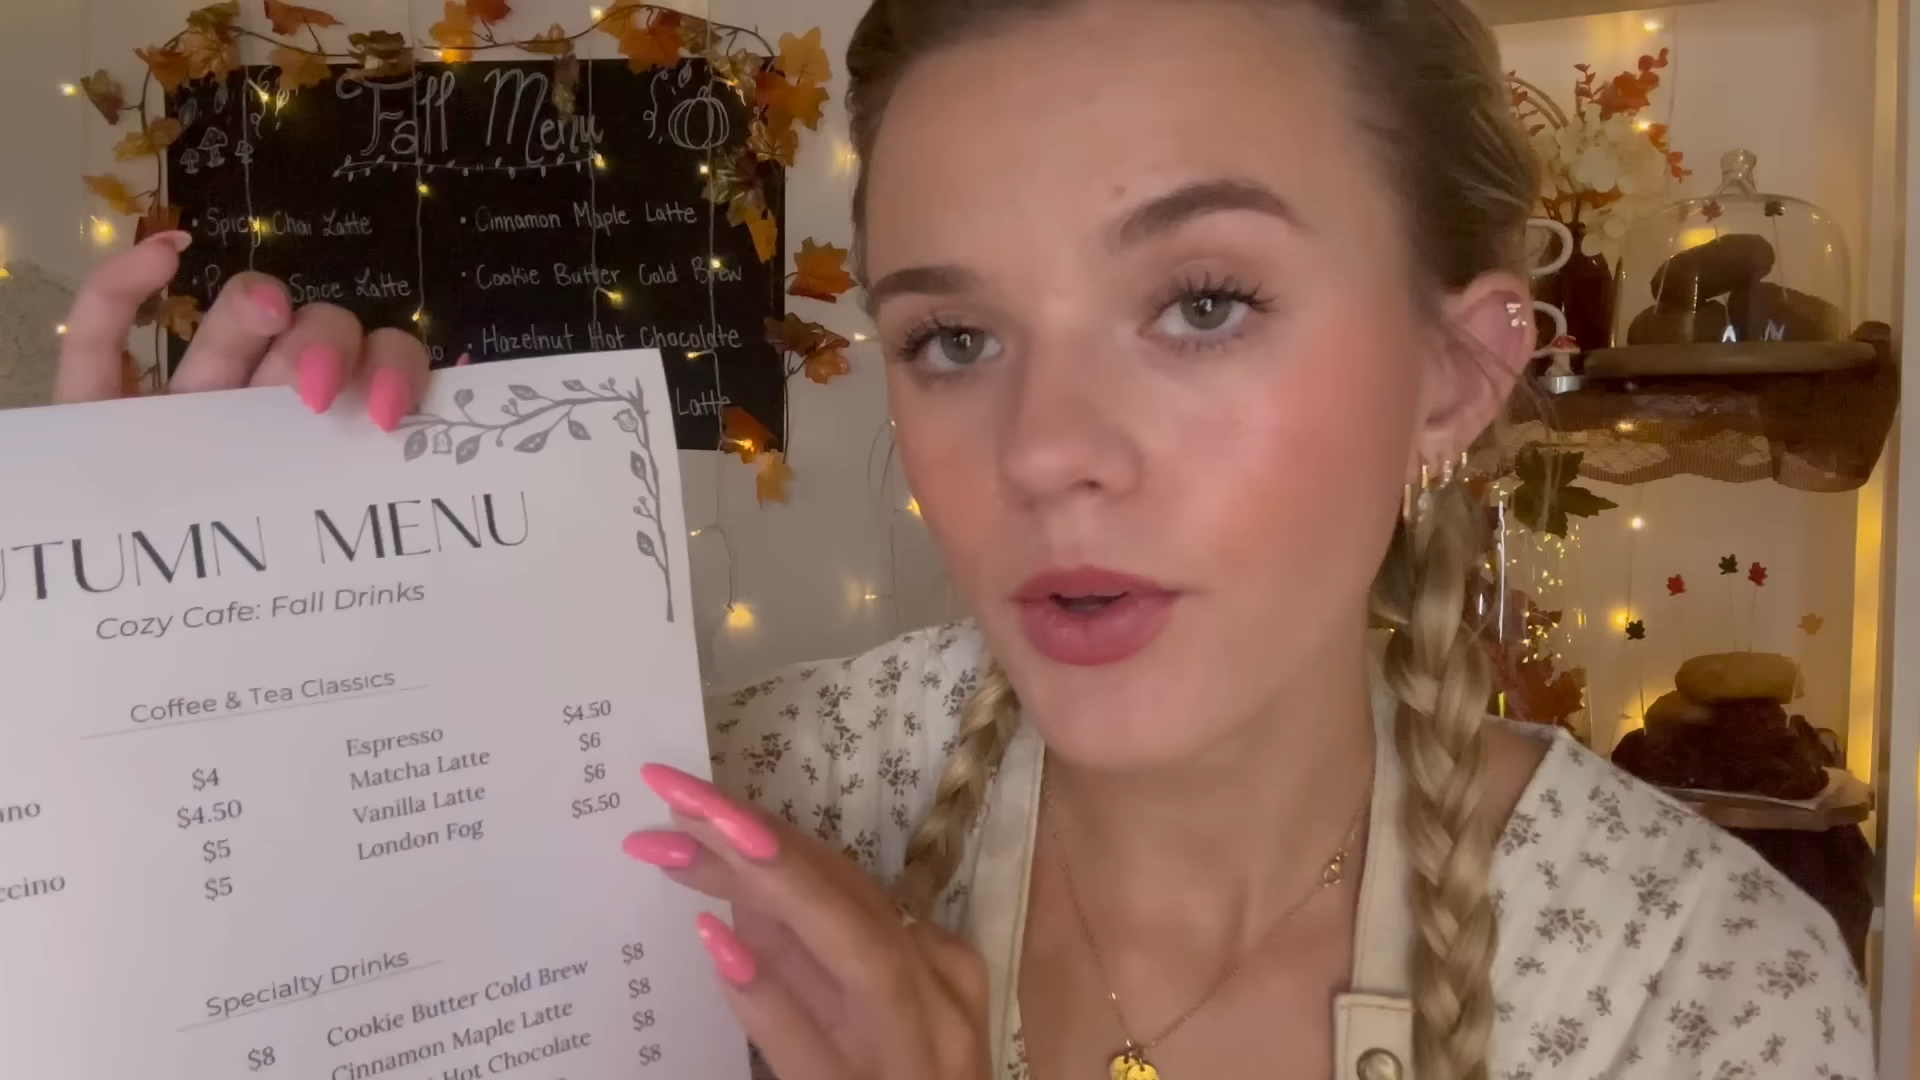 Fall Menu
• Spicy Chai Latte
Spice Latte
• Cinnamon Maple Latte
• Cookie Butter Cold Brew
• Hazelnut Hot Chocolate
Latte
UTUMN MENU
Cozy Cafe: Fall Drinks
Coffee & Tea Classics
$4
ino $4.50
$5
ccino $5
Espresso $4.50
Matcha Latte $6
Vanilla Latte $6
London Fog $5.50
Specialty Drinks
$8
Cookie Butter Cold Brew $8
Cinnamon Maple Latte $8
Hot Chocolate $8
$8